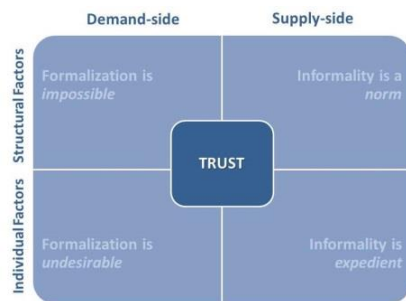 Demand-side
Supply-side
Structural Factors
Formalization is
impossible
Informality is a
norm
TRUST
Individual Factors
Formalization is
undesirable
Informality is
expedient